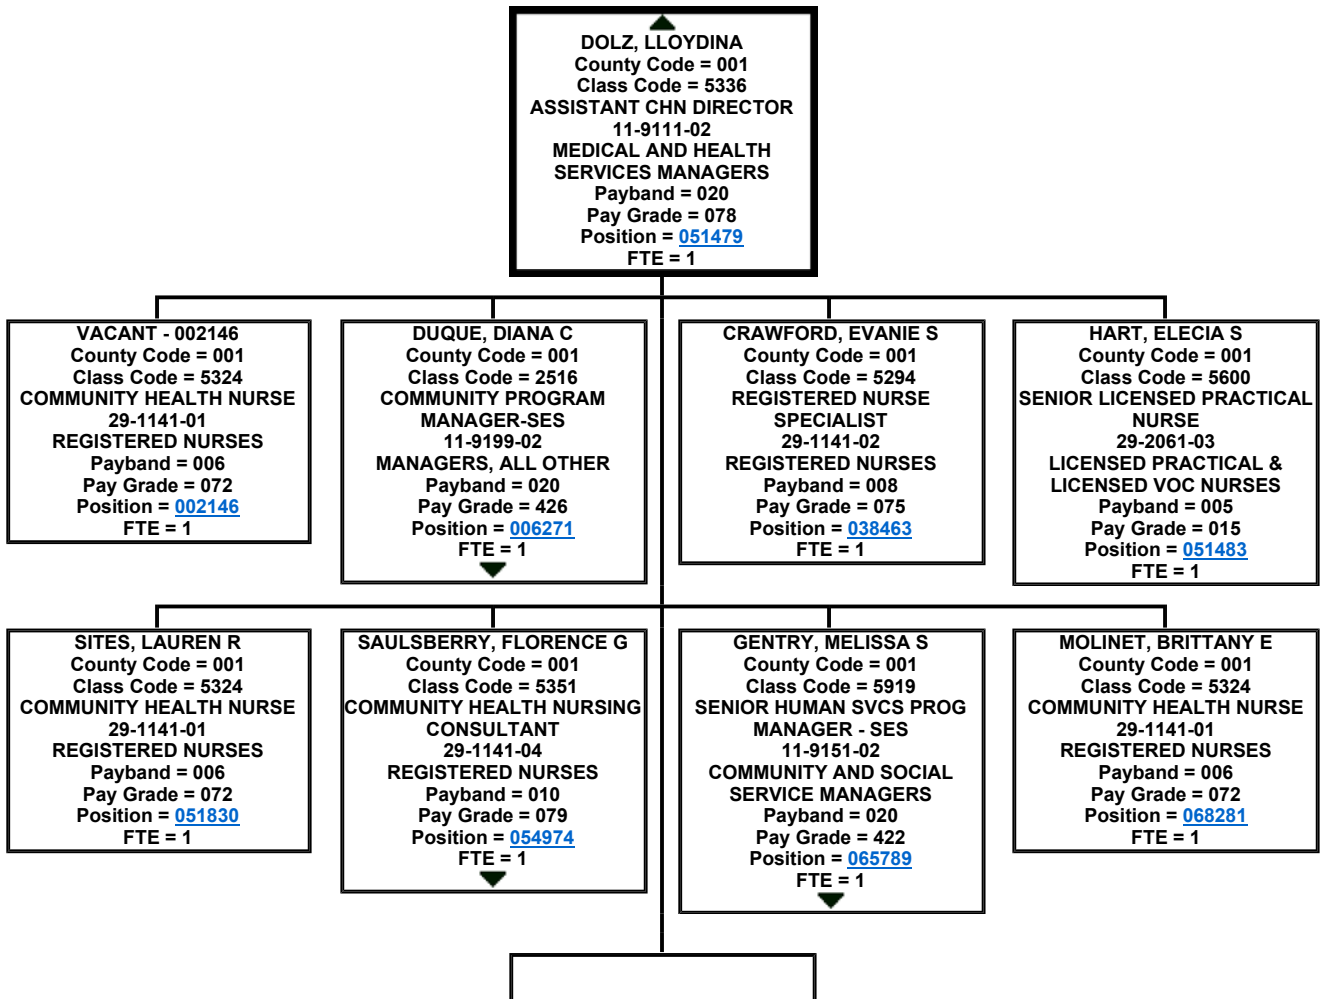 DOLZ, LLOYDINA
County Code = 001
Class Code = 5336
ASSISTANT CHN DIRECTOR
11-9111-02
MEDICAL AND HEALTH
SERVICES MANAGERS
Payband = 020
Pay Grade = 078
Position = 051479
FTE = 1
VACANT - 002146
County Code = 001
Class Code = 5324
COMMUNITY HEALTH NURSE
29-1141-01
REGISTERED NURSES
Payband = 006
Pay Grade = 072
Position = 002146
FTE = 1
DUQUE, DIANA C
County Code = 001
Class Code = 2516
COMMUNITY PROGRAM
MANAGER-SES
11-9199-02
MANAGERS, ALL OTHER
Payband = 020
Pay Grade = 426
Position = 006271
FTE = 1
CRAWFORD, EVANIE S
County Code = 001
Class Code = 5294
REGISTERED NURSE
SPECIALIST
29-1141-02
REGISTERED NURSES
Payband = 008
Pay Grade = 075
Position = 038463
FTE = 1
HART, ELECIA S
County Code = 001
Class Code = 5600
SENIOR LICENSED PRACTICAL
NURSE
29-2061-03
LICENSED PRACTICAL &
LICENSED VOC NURSES
Payband = 005
Pay Grade = 015
Position = 051483
FTE = 1
SITES, LAUREN R
County Code = 001
Class Code = 5324
COMMUNITY HEALTH NURSE
29-1141-01
REGISTERED NURSES
Payband = 006
Pay Grade = 072
Position = 051830
FTE = 1
SAULSBERRY, FLORENCE G
County Code = 001
Class Code = 5351
COMMUNITY HEALTH NURSING
CONSULTANT
29-1141-04
REGISTERED NURSES
Payband = 010
Pay Grade = 079
Position = 054974
FTE = 1
GENTRY, MELISSA S
County Code = 001
Class Code = 5919
SENIOR HUMAN SVCS PROG
MANAGER - SES
11-9151-02
COMMUNITY AND SOCIAL
SERVICE MANAGERS
Payband = 020
Pay Grade = 422
Position = 065789
FTE = 1
MOLINET, BRITTANY E
County Code = 001
Class Code = 5324
COMMUNITY HEALTH NURSE
29-1141-01
REGISTERED NURSES
Payband = 006
Pay Grade = 072
Position = 068281
FTE = 1